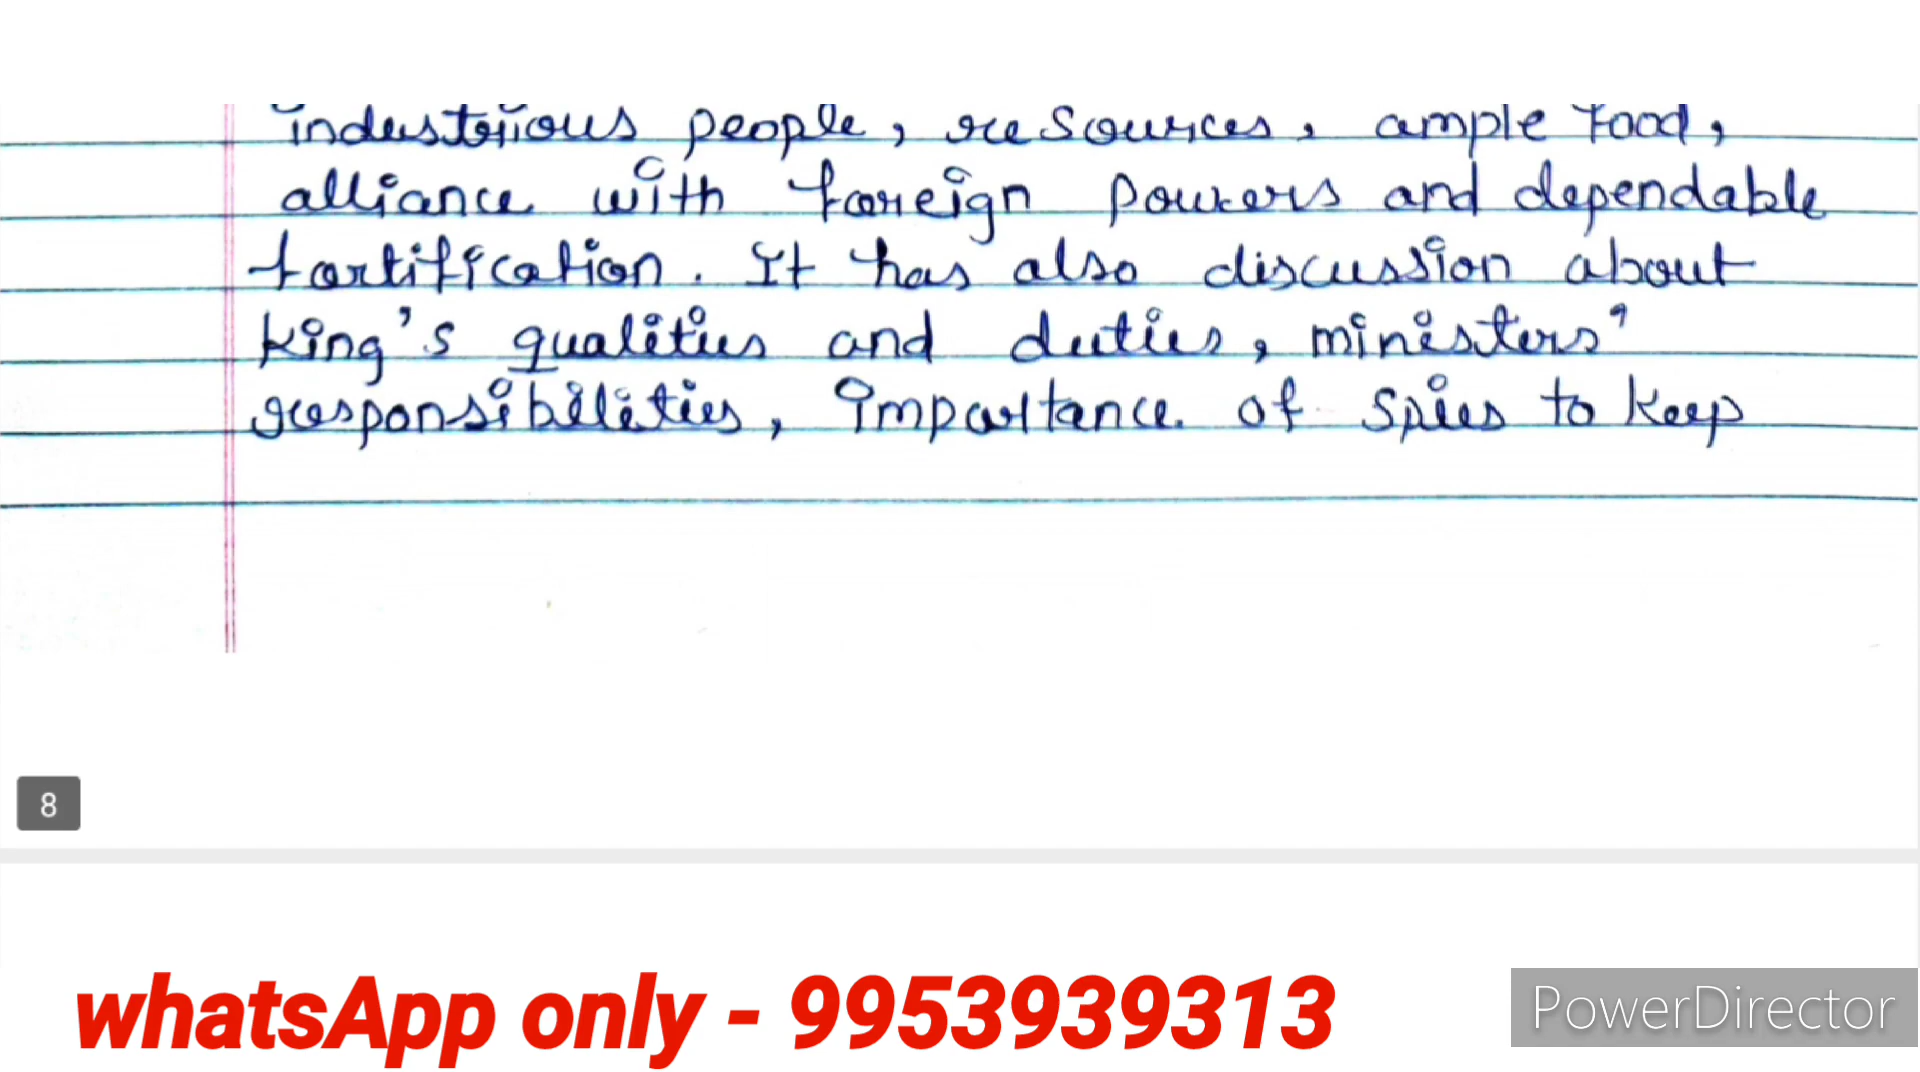 industrious people, resources, ample food,
alliance with foreign powers and dependable
fortification. It has also discussion about
king's qualities and duties, ministers'
responsibilities, importance of spies to keep
8
whatsApp only - 9953939313
PowerDirector